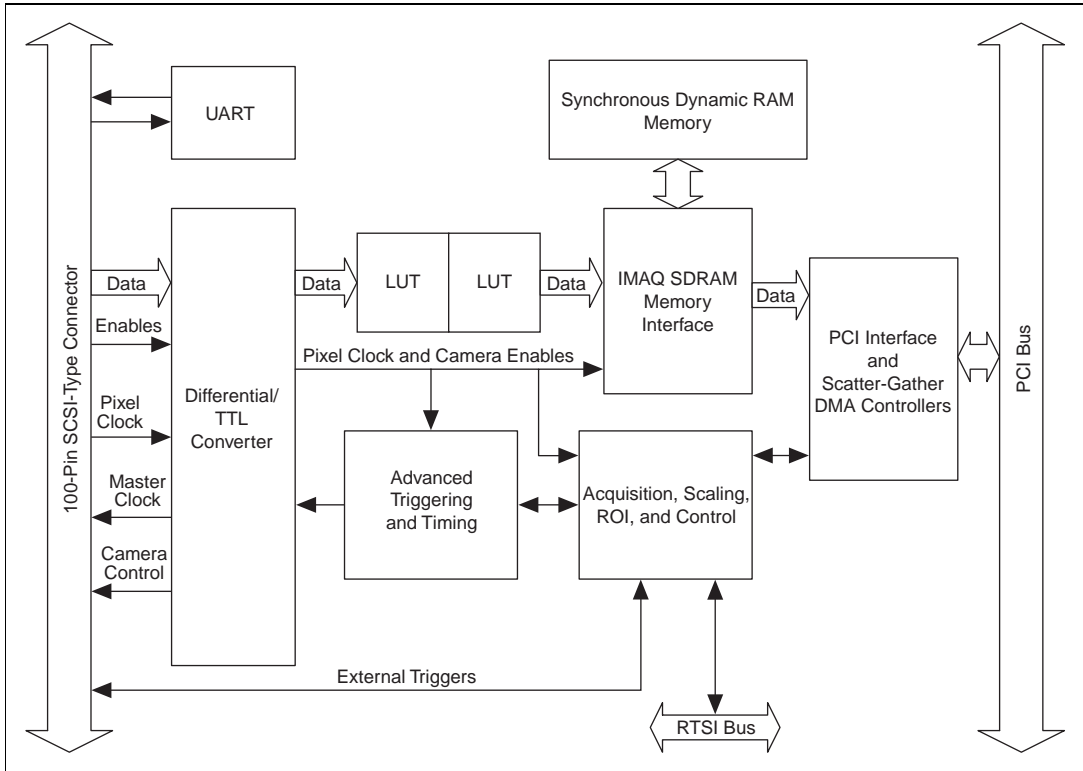 UART
Synchronous Dynamic RAM
Memory
100-Pin SCSI-Type Connector
Data
Enables
Pixel
Clock
Master
Clock
Camera
Control
Differential/
TTL
Converter
Data
LUT
LUT
Data
IMAQ SDRAM
Memory
Interface
Data
PCI Interface
and
Scatter-Gather
DMA Controllers
PCI Bus
Pixel Clock and Camera Enables
Advanced
Triggering
and Timing
Acquisition, Scaling,
ROI, and Control
External Triggers
RTSI Bus